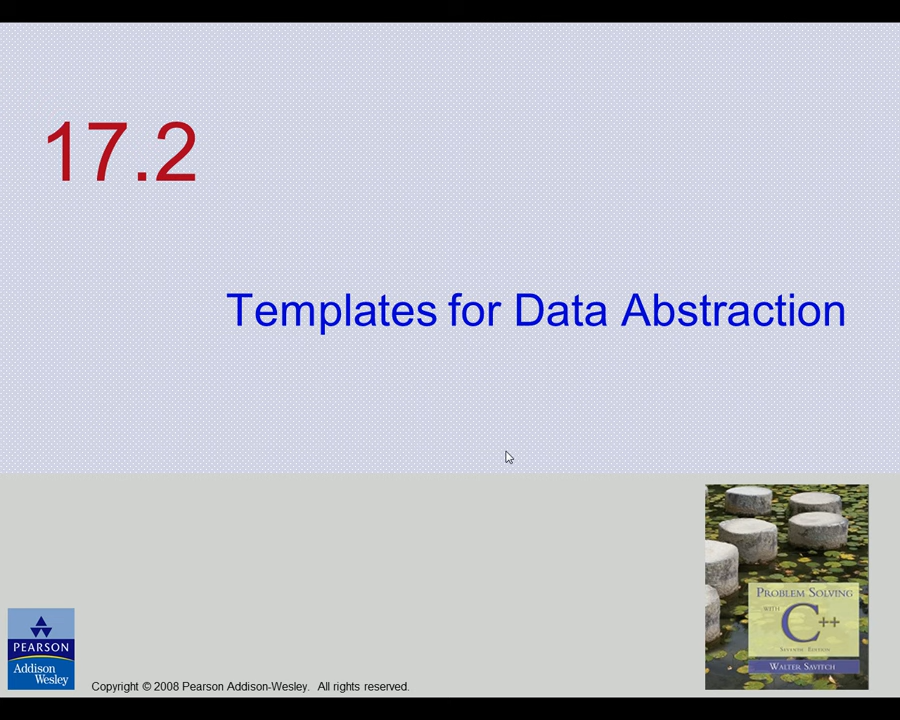 17.2
Templates for Data Abstraction
PROBLEM SOLVING
WITH
C++
SEVENTH EDITION
WALTER SAVITCH
PEARSON
Addison
Wesley
Copyright © 2008 Pearson Addison-Wesley. All rights reserved.